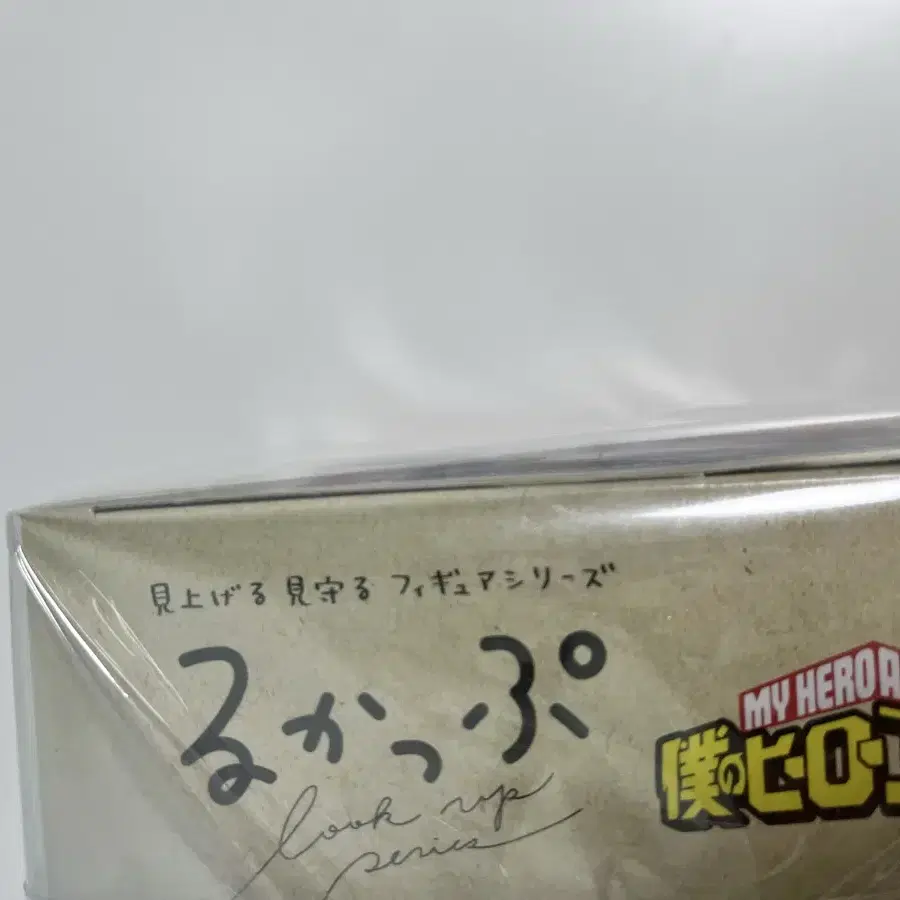 見上げる 見守る フィギュアシリーズ
るかっぷ
look up
series
MY HERO A
僕のヒーロー